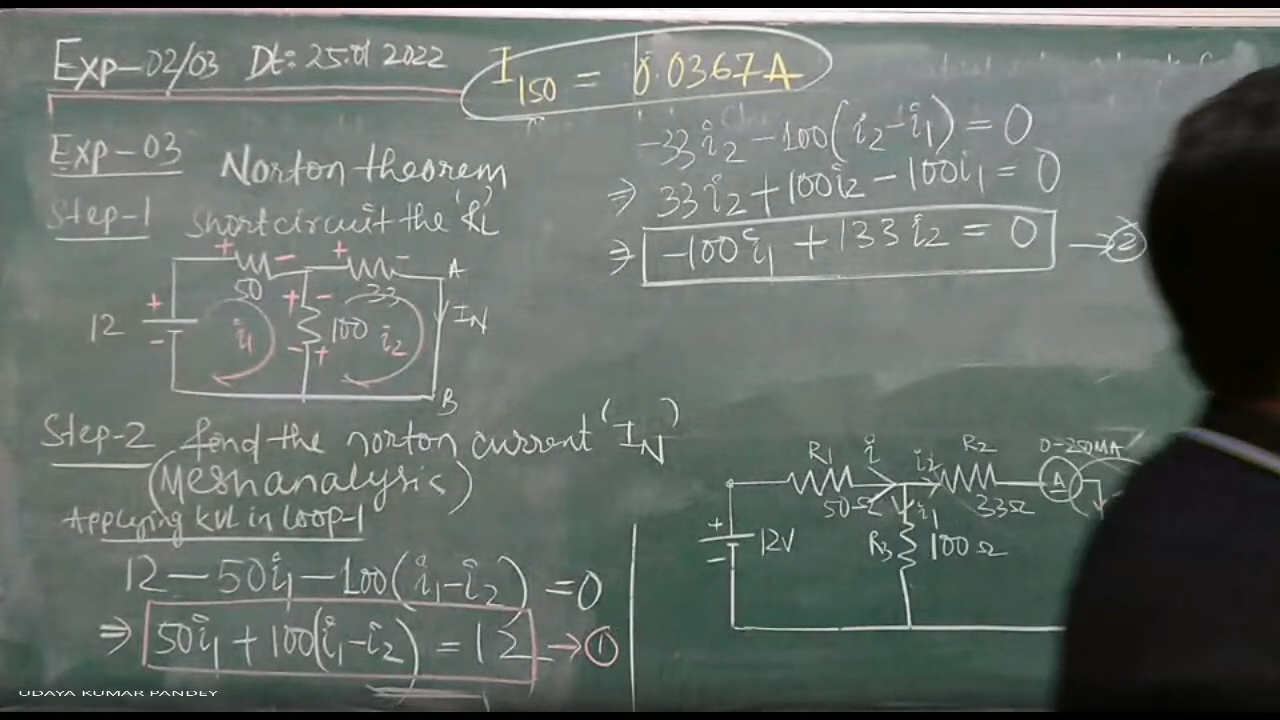 Exp-02/03 Dt: 25.01 2022
I150 = 0.0367A
Exp-03 Norton theorem
Step-1 Short circuit the 'RL'
+ - + -
50 33 A
12 + - i1 + - 100 - + i2 IN
B
Step-2 fend the norton current 'IN'
(Mesh analysis)
Applying KVL in Loop-1
12 - 50i1 - 100(i1-i2) = 0
⇒ 50i1 + 100(i1-i2) = 12 → ①
-33i2 - 100(i2-i1) = 0
⇒ 33i2 + 100i2 - 100i1 = 0
⇒ -100i1 + 133i2 = 0 → ②
R1 i i2 R2 0-250MA
50Ω i1 33Ω A
+ - 12V R3 100Ω
UDAYA KUMAR PANDEY